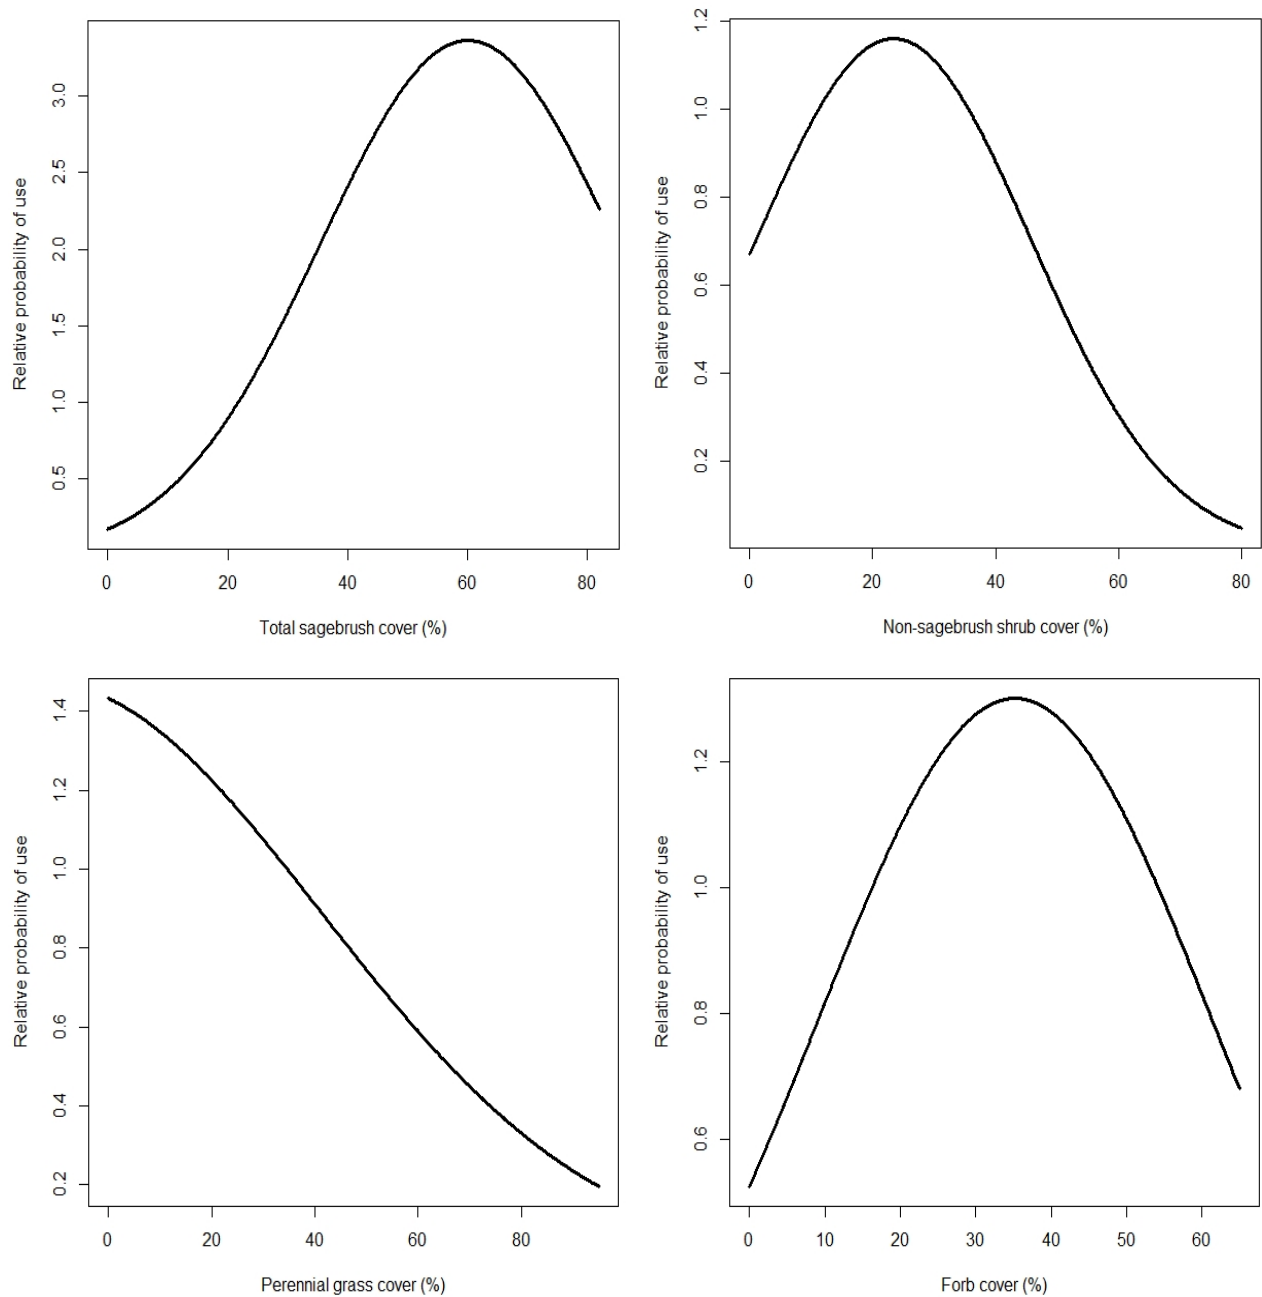 Relative probability of use
3.0
2.5
2.0
1.5
1.0
0.5
0 20 40 60 80
Total sagebrush cover (%)
Relative probability of use
1.2
1.0
0.8
0.6
0.4
0.2
0 20 40 60 80
Non-sagebrush shrub cover (%)
Relative probability of use
1.4
1.2
1.0
0.8
0.6
0.4
0.2
0 20 40 60 80
Perennial grass cover (%)
Relative probability of use
1.2
1.0
0.8
0.6
0 10 20 30 40 50 60
Forb cover (%)